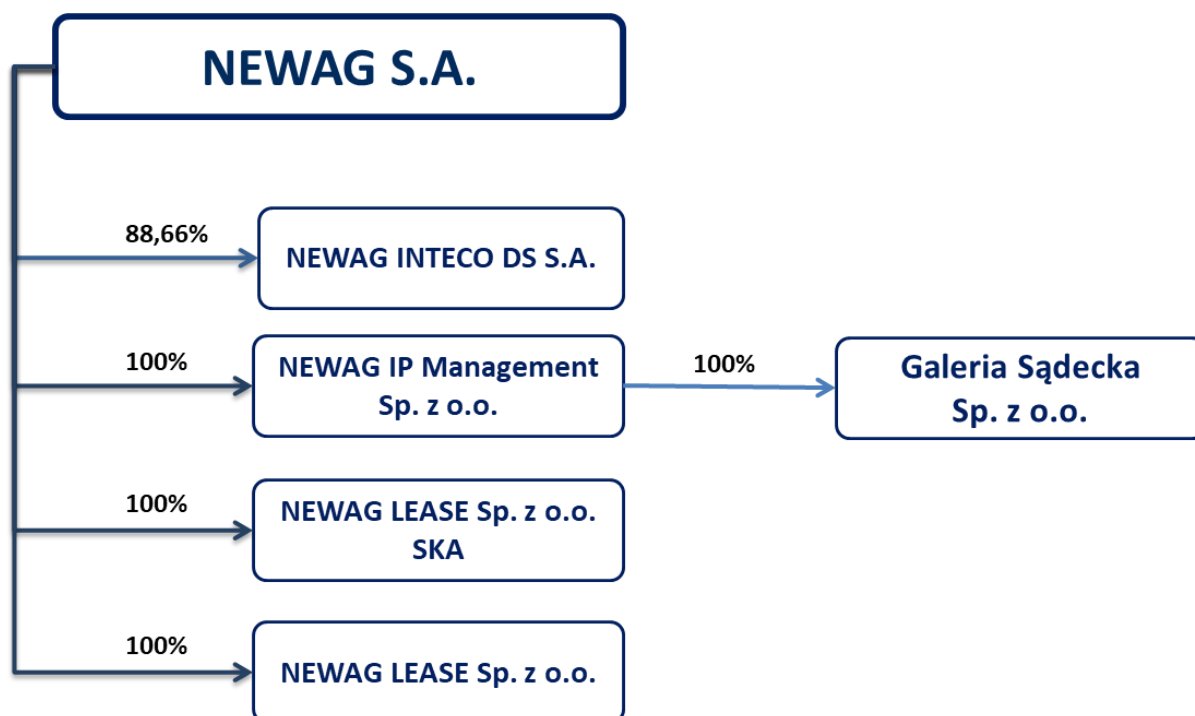 NEWAG S.A.
88,66%
NEWAG INTECO DS S.A.
100%
NEWAG IP Management
Sp. z o.o.
100%
Galeria Sądecka
Sp. z o.o.
100%
NEWAG LEASE Sp. z o.o.
SKA
100%
NEWAG LEASE Sp. z o.o.